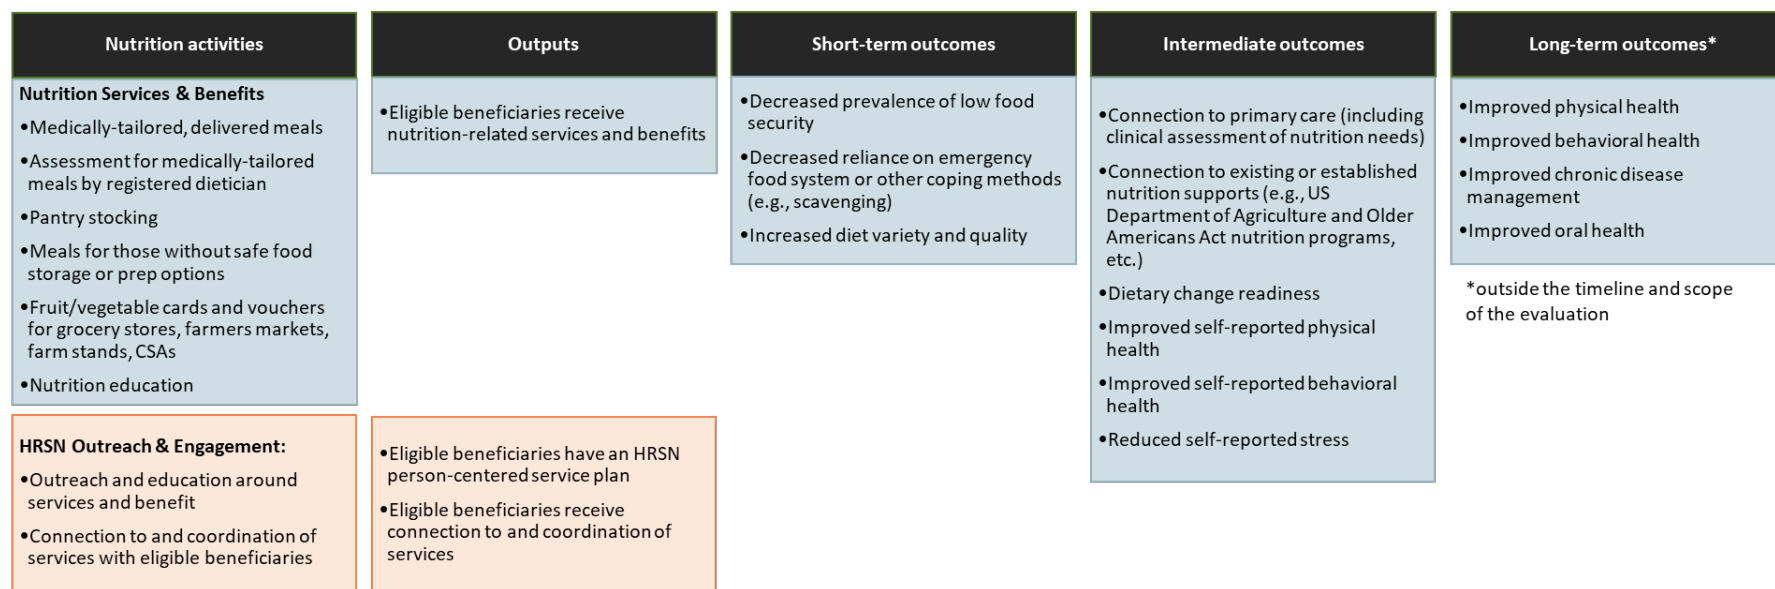 Nutrition activities
Nutrition Services & Benefits
•Medically-tailored, delivered meals
•Assessment for medically-tailored
meals by registered dietician
•Pantry stocking
•Meals for those without safe food
storage or prep options
•Fruit/vegetable cards and vouchers
for grocery stores, farmers markets,
farm stands, CSAs
•Nutrition education
HRSN Outreach & Engagement:
•Outreach and education around
services and benefit
•Connection to and coordination of
services with eligible beneficiaries
Outputs
•Eligible beneficiaries receive
nutrition-related services and benefits
•Eligible beneficiaries have an HRSN
person-centered service plan
•Eligible beneficiaries receive
connection to and coordination of
services
Short-term outcomes
•Decreased prevalence of low food
security
•Decreased reliance on emergency
food system or other coping methods
(e.g., scavenging)
•Increased diet variety and quality
Intermediate outcomes
•Connection to primary care (including
clinical assessment of nutrition needs)
•Connection to existing or established
nutrition supports (e.g., US
Department of Agriculture and Older
Americans Act nutrition programs,
etc.)
•Dietary change readiness
•Improved self-reported physical
health
•Improved self-reported behavioral
health
•Reduced self-reported stress
Long-term outcomes*
•Improved physical health
•Improved behavioral health
•Improved chronic disease
management
•Improved oral health
*outside the timeline and scope
of the evaluation